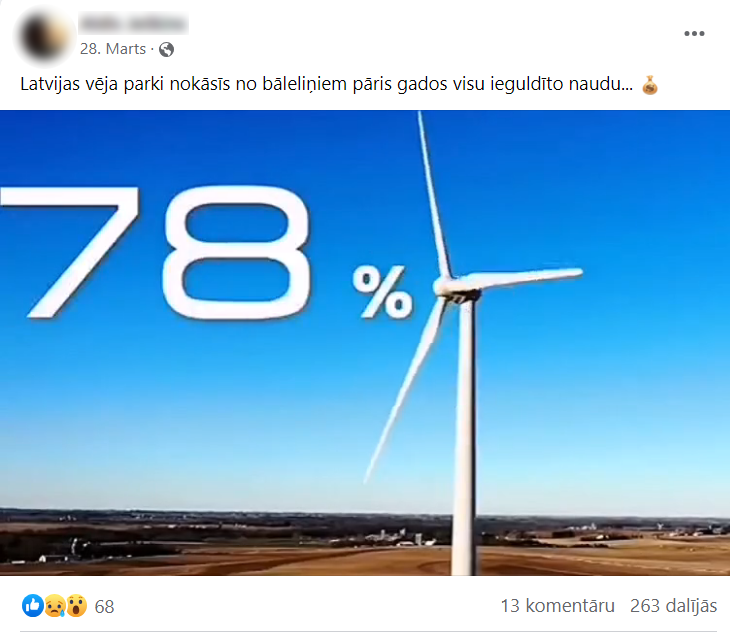 28. Marts ·
Latvijas vēja parki nokāsīs no bāleliņiem pāris gados visu ieguldīto naudu... 💰
78 %
68
13 komentāru 263 dalījās